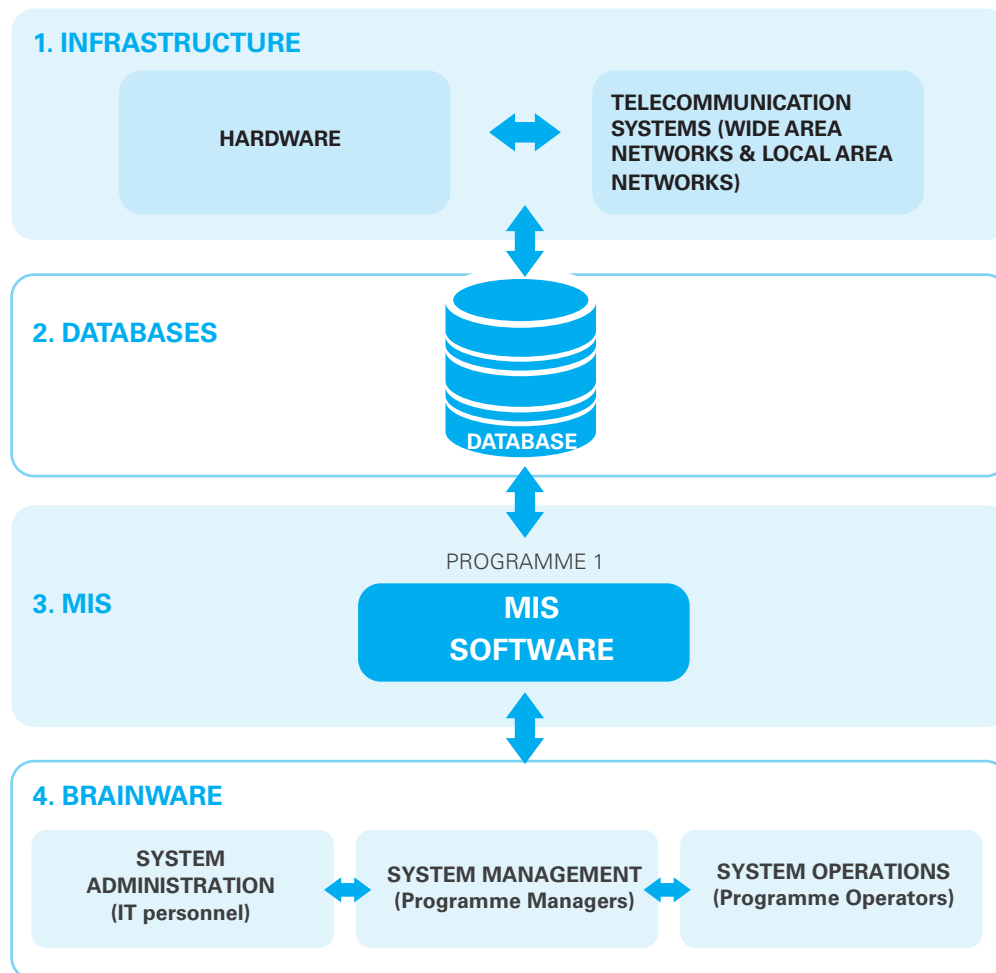 1. INFRASTRUCTURE
HARDWARE
TELECOMMUNICATION
SYSTEMS (WIDE AREA
NETWORKS & LOCAL AREA
NETWORKS)
2. DATABASES
DATABASE
PROGRAMME 1
3. MIS
MIS
SOFTWARE
4. BRAINWARE
SYSTEM
ADMINISTRATION
(IT personnel)
SYSTEM MANAGEMENT
(Programme Managers)
SYSTEM OPERATIONS
(Programme Operators)